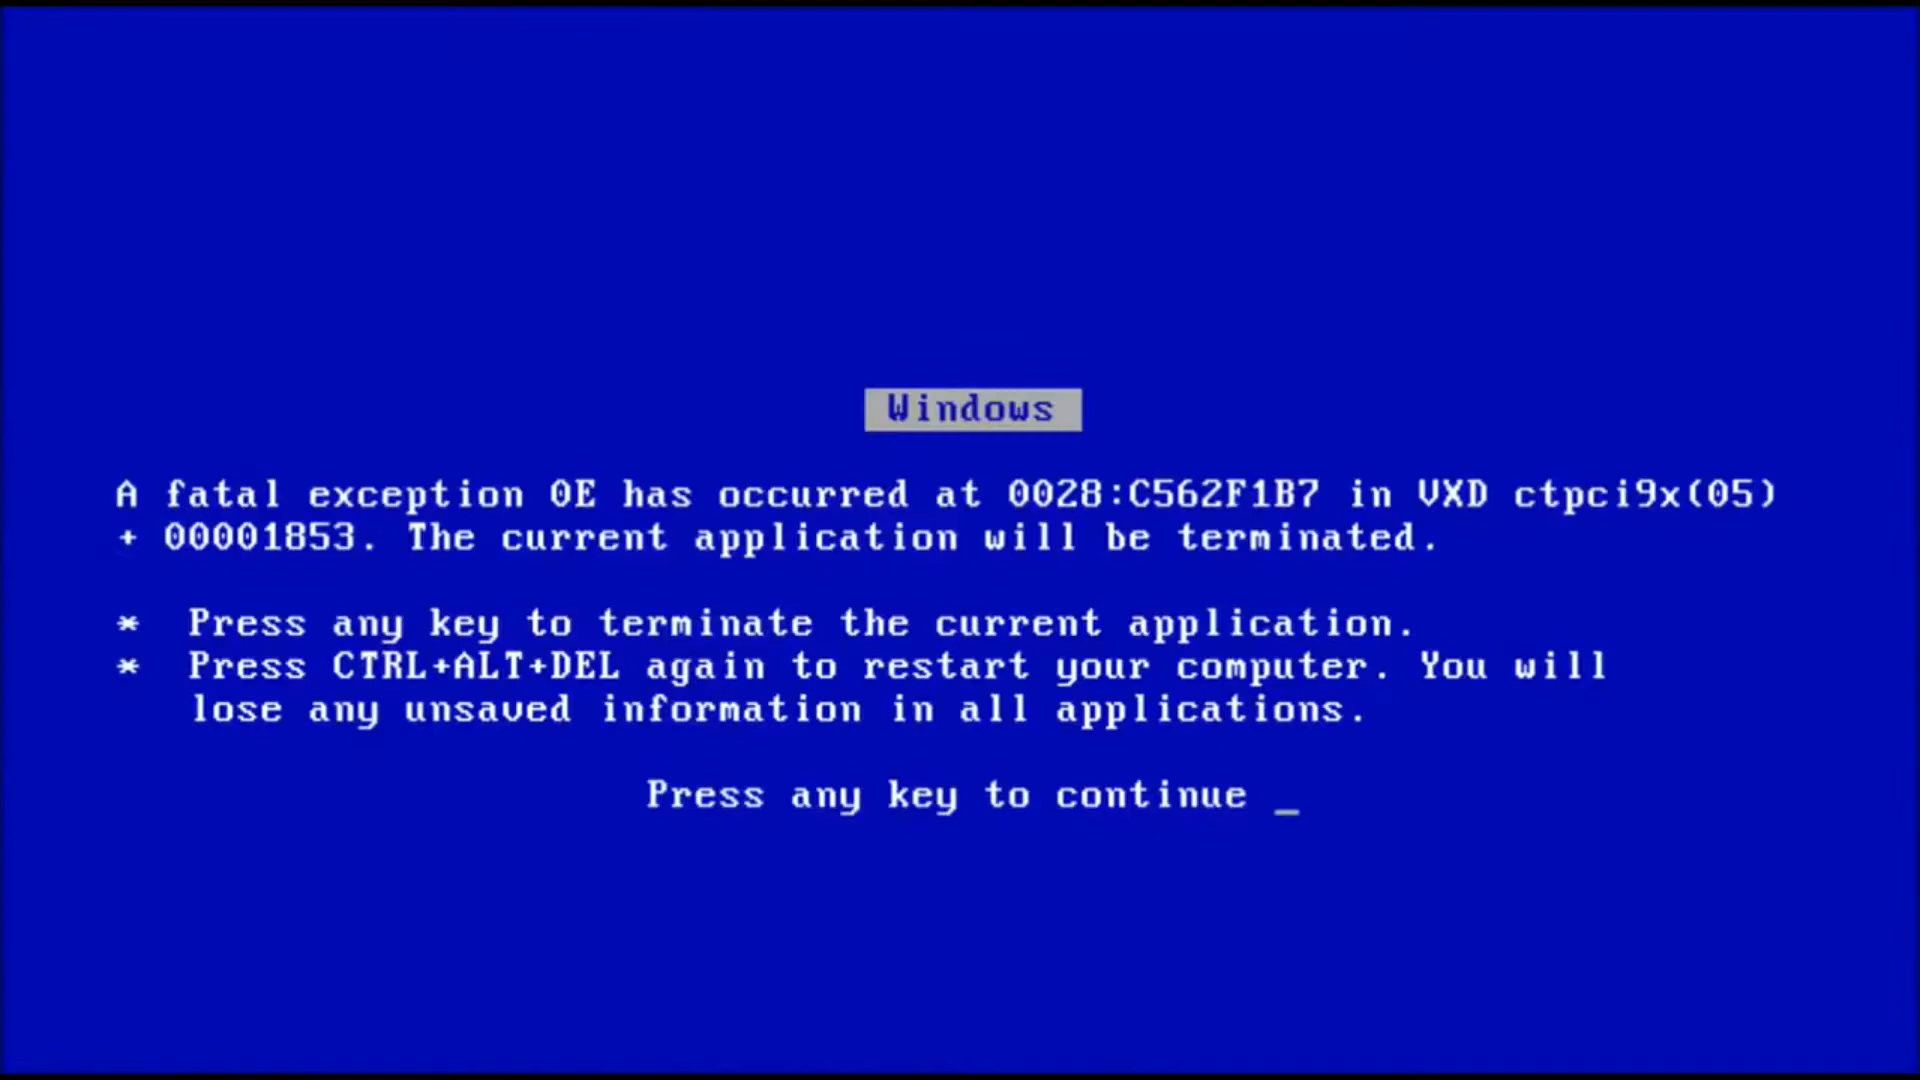 Windows
A fatal exception 0E has occurred at 0028:C562F1B7 in VXD ctpci9x(05)
+ 00001853. The current application will be terminated.
* Press any key to terminate the current application.
* Press CTRL+ALT+DEL again to restart your computer. You will
lose any unsaved information in all applications.
Press any key to continue _